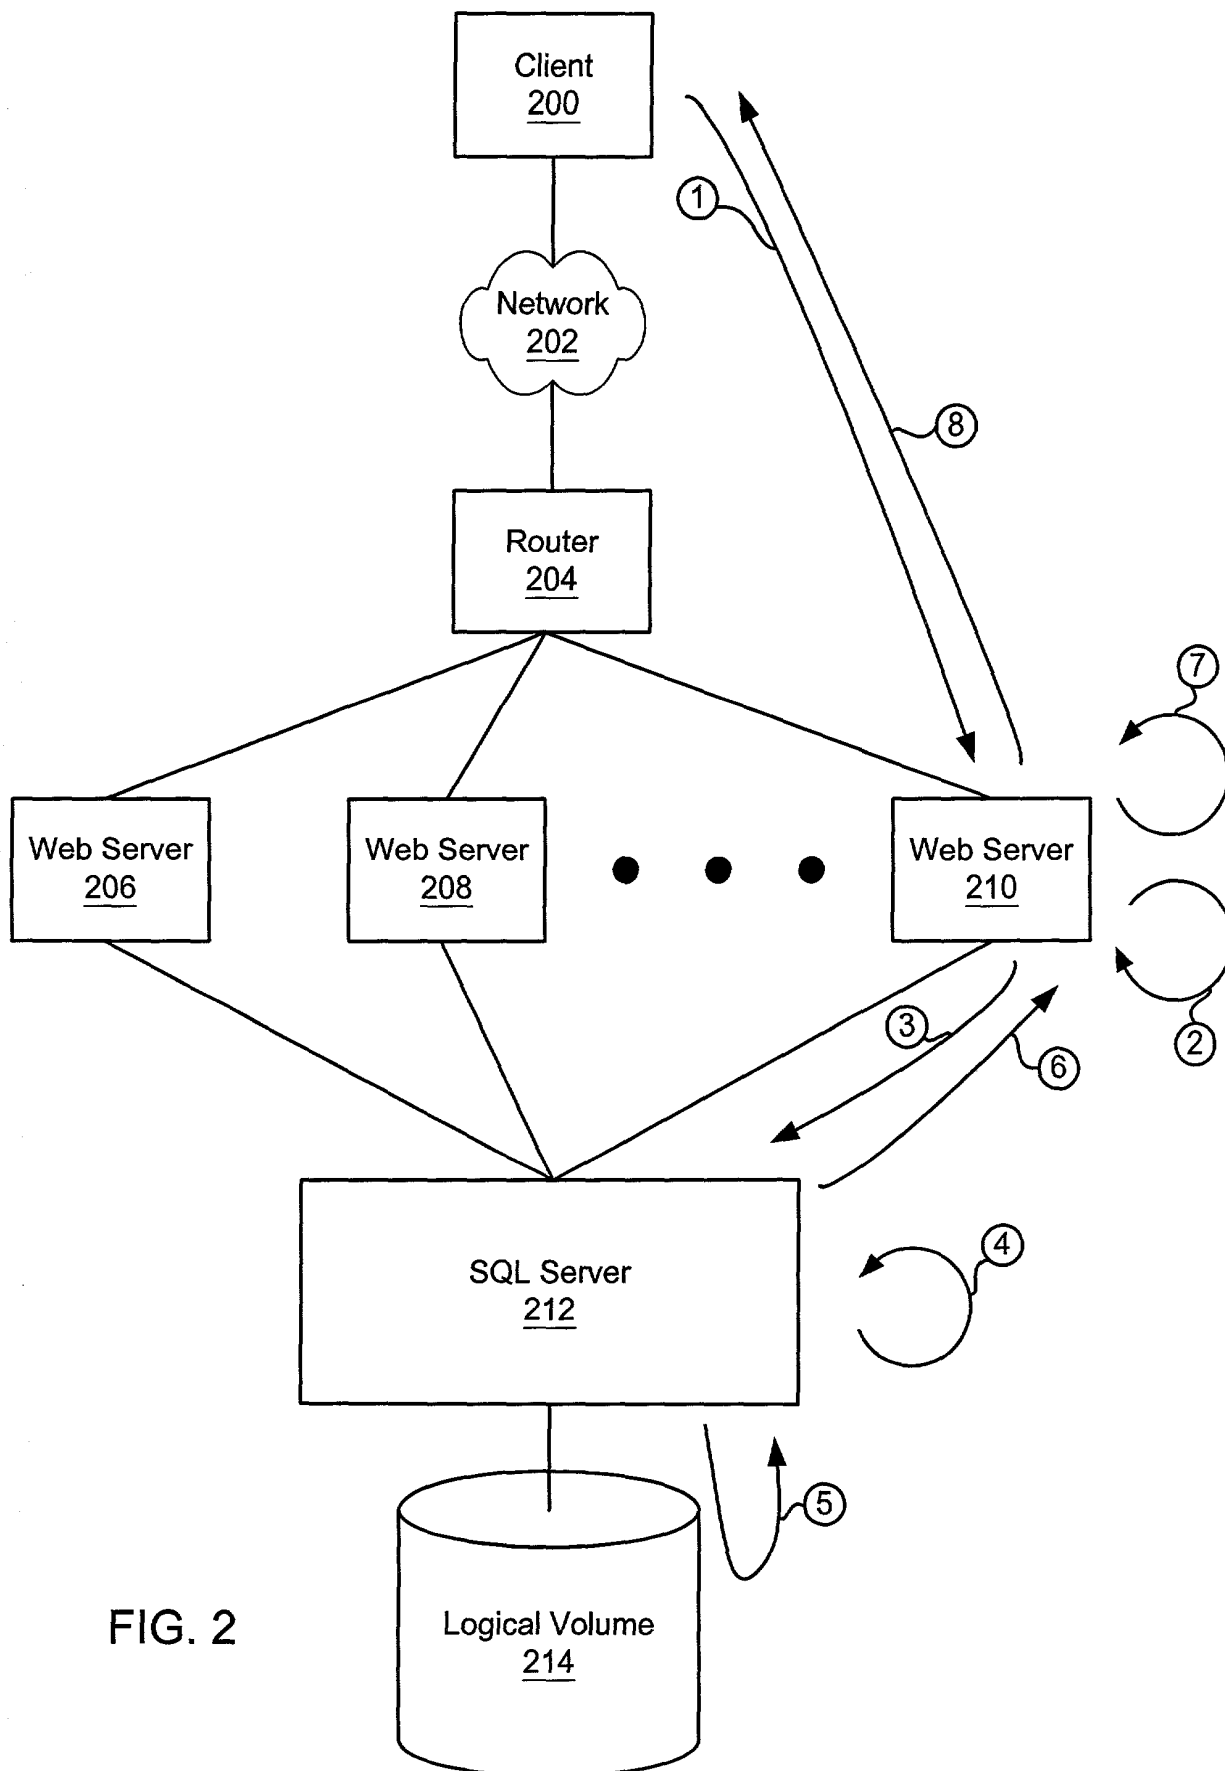 Client
200
1
Network
202
8
Router
204
7
Web Server
206
Web Server
208
Web Server
210
3
6
2
SQL Server
212
4
5
FIG. 2
Logical Volume
214